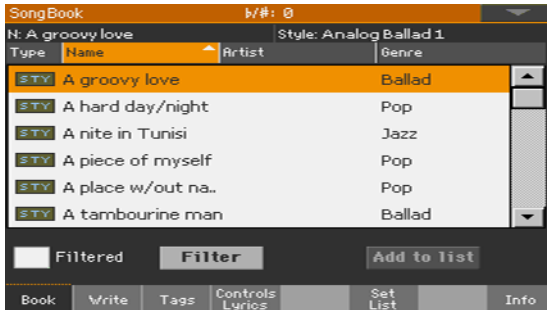 SongBook ♭/#: 0
N: A groovy love Style: Analog Ballad 1
Type Name Artist Genre
STY A groovy love Ballad
STY A hard day/night Pop
STY A nite in Tunisi Jazz
STY A piece of myself Pop
STY A place w/out na.. Pop
STY A tambourine man Ballad
Filtered Filter Add to list
Book Write Tags Controls Lyrics Set List Info